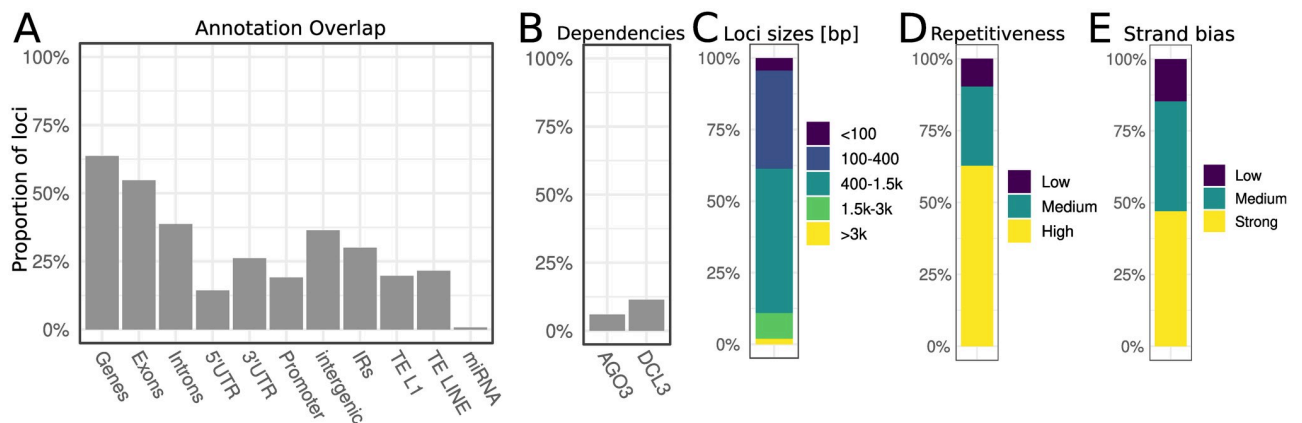 A
Annotation Overlap
Proportion of loci
100%
75%
50%
25%
0%
Genes
Exons
Introns
5'UTR
3'UTR
Promoter
intergenic
IRs
TE L1
TE LINE
miRNA
B
Dependencies
100%
75%
50%
25%
0%
AGO3
DCL3
C
Loci sizes [bp]
100%
75%
50%
25%
0%
<100
100-400
400-1.5k
1.5k-3k
>3k
D
Repetitiveness
100%
75%
50%
25%
0%
Low
Medium
High
E
Strand bias
100%
75%
50%
25%
0%
Low
Medium
Strong